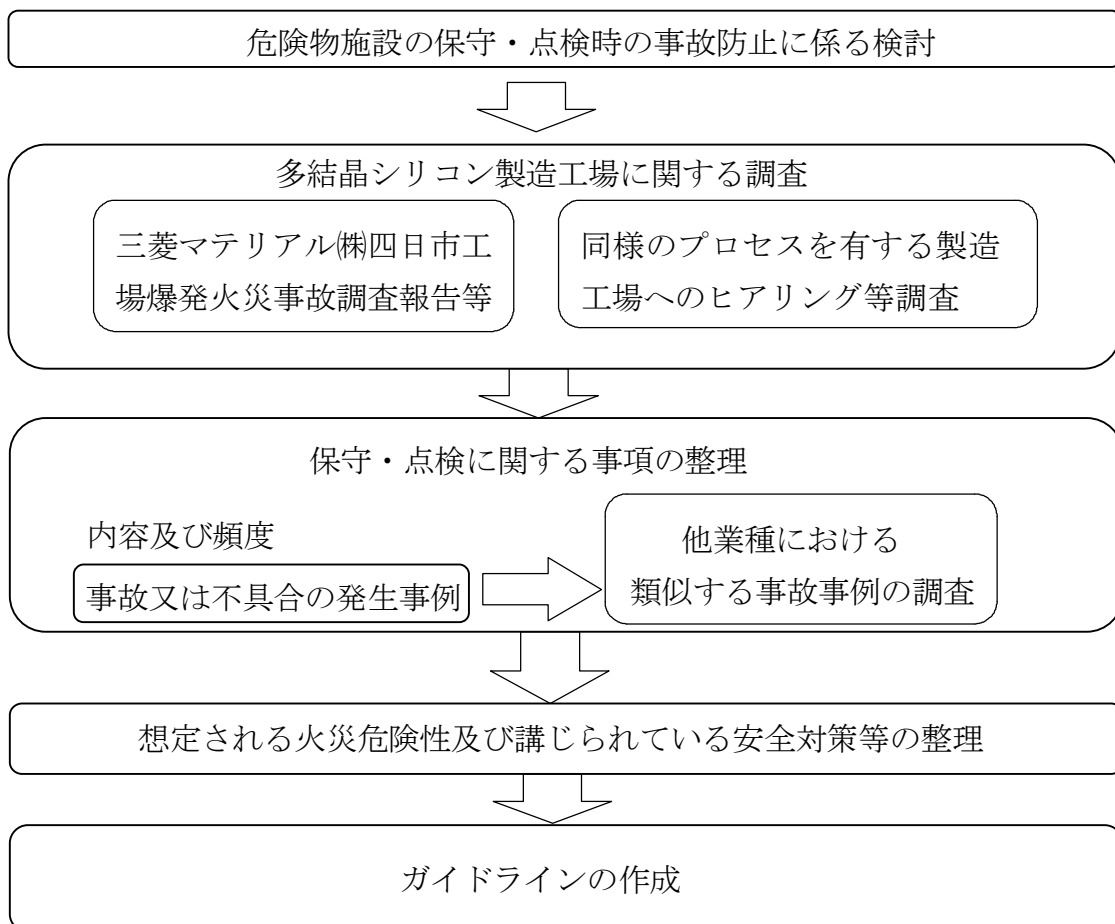 危険物施設の保守・点検時の事故防止に係る検討
多結晶シリコン製造工場に関する調査
三菱マテリアル㈱四日市工
場爆発火災事故調査報告等
同様のプロセスを有する製造
工場へのヒアリング等調査
保守・点検に関する事項の整理
内容及び頻度
事故又は不具合の発生事例
他業種における
類似する事故事例の調査
想定される火災危険性及び講じられている安全対策等の整理
ガイドラインの作成